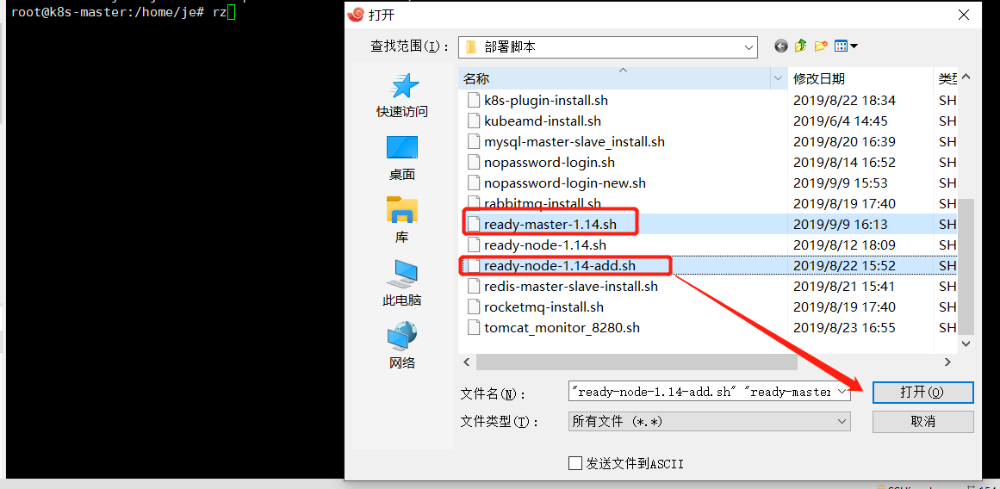 root@k8s-master:/home/je# rz
打开
查找范围(I):
部署脚本
名称 修改日期 类型
k8s-plugin-install.sh 2019/8/22 18:34 SH
kubeamd-install.sh 2019/6/4 14:45 SH
mysql-master-slave_install.sh 2019/8/20 16:39 SH
nopassword-login.sh 2019/8/14 16:52 SH
nopassword-login-new.sh 2019/9/9 15:53 SH
rabbitmq-install.sh 2019/8/19 17:40 SH
ready-master-1.14.sh 2019/9/9 16:13 SH
ready-node-1.14.sh 2019/8/12 18:09 SH
ready-node-1.14-add.sh 2019/8/22 15:52 SH
redis-master-slave-install.sh 2019/8/21 15:41 SH
rocketmq-install.sh 2019/8/19 17:40 SH
tomcat_monitor_8280.sh 2019/8/23 16:55 SH
快速访问
桌面
库
此电脑
网络
文件名(N): "ready-node-1.14-add.sh" "ready-master 打开(O)
文件类型(T): 所有文件 (*.*) 取消
发送文件到ASCII